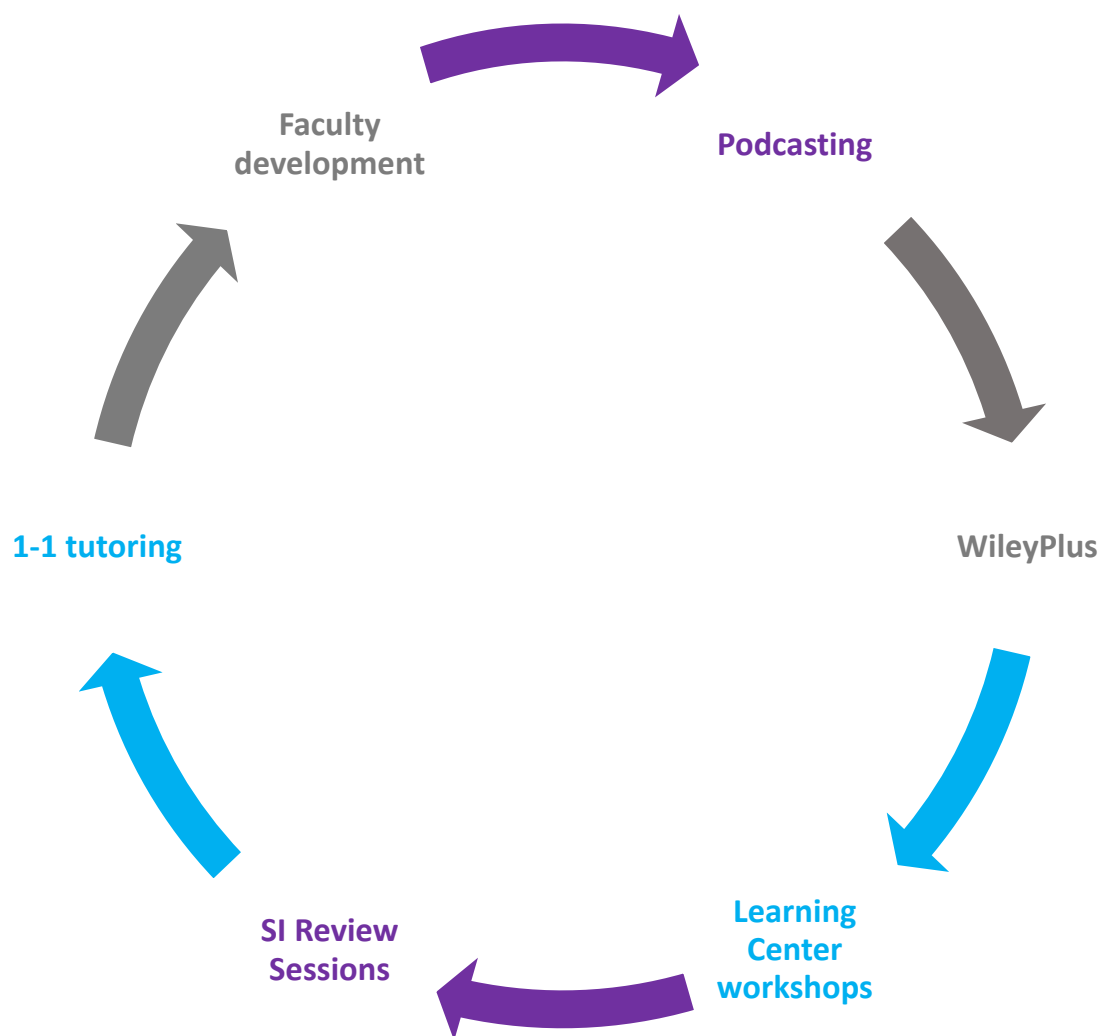 Faculty
development
Podcasting
WileyPlus
Learning
Center
workshops
SI Review
Sessions
1-1 tutoring